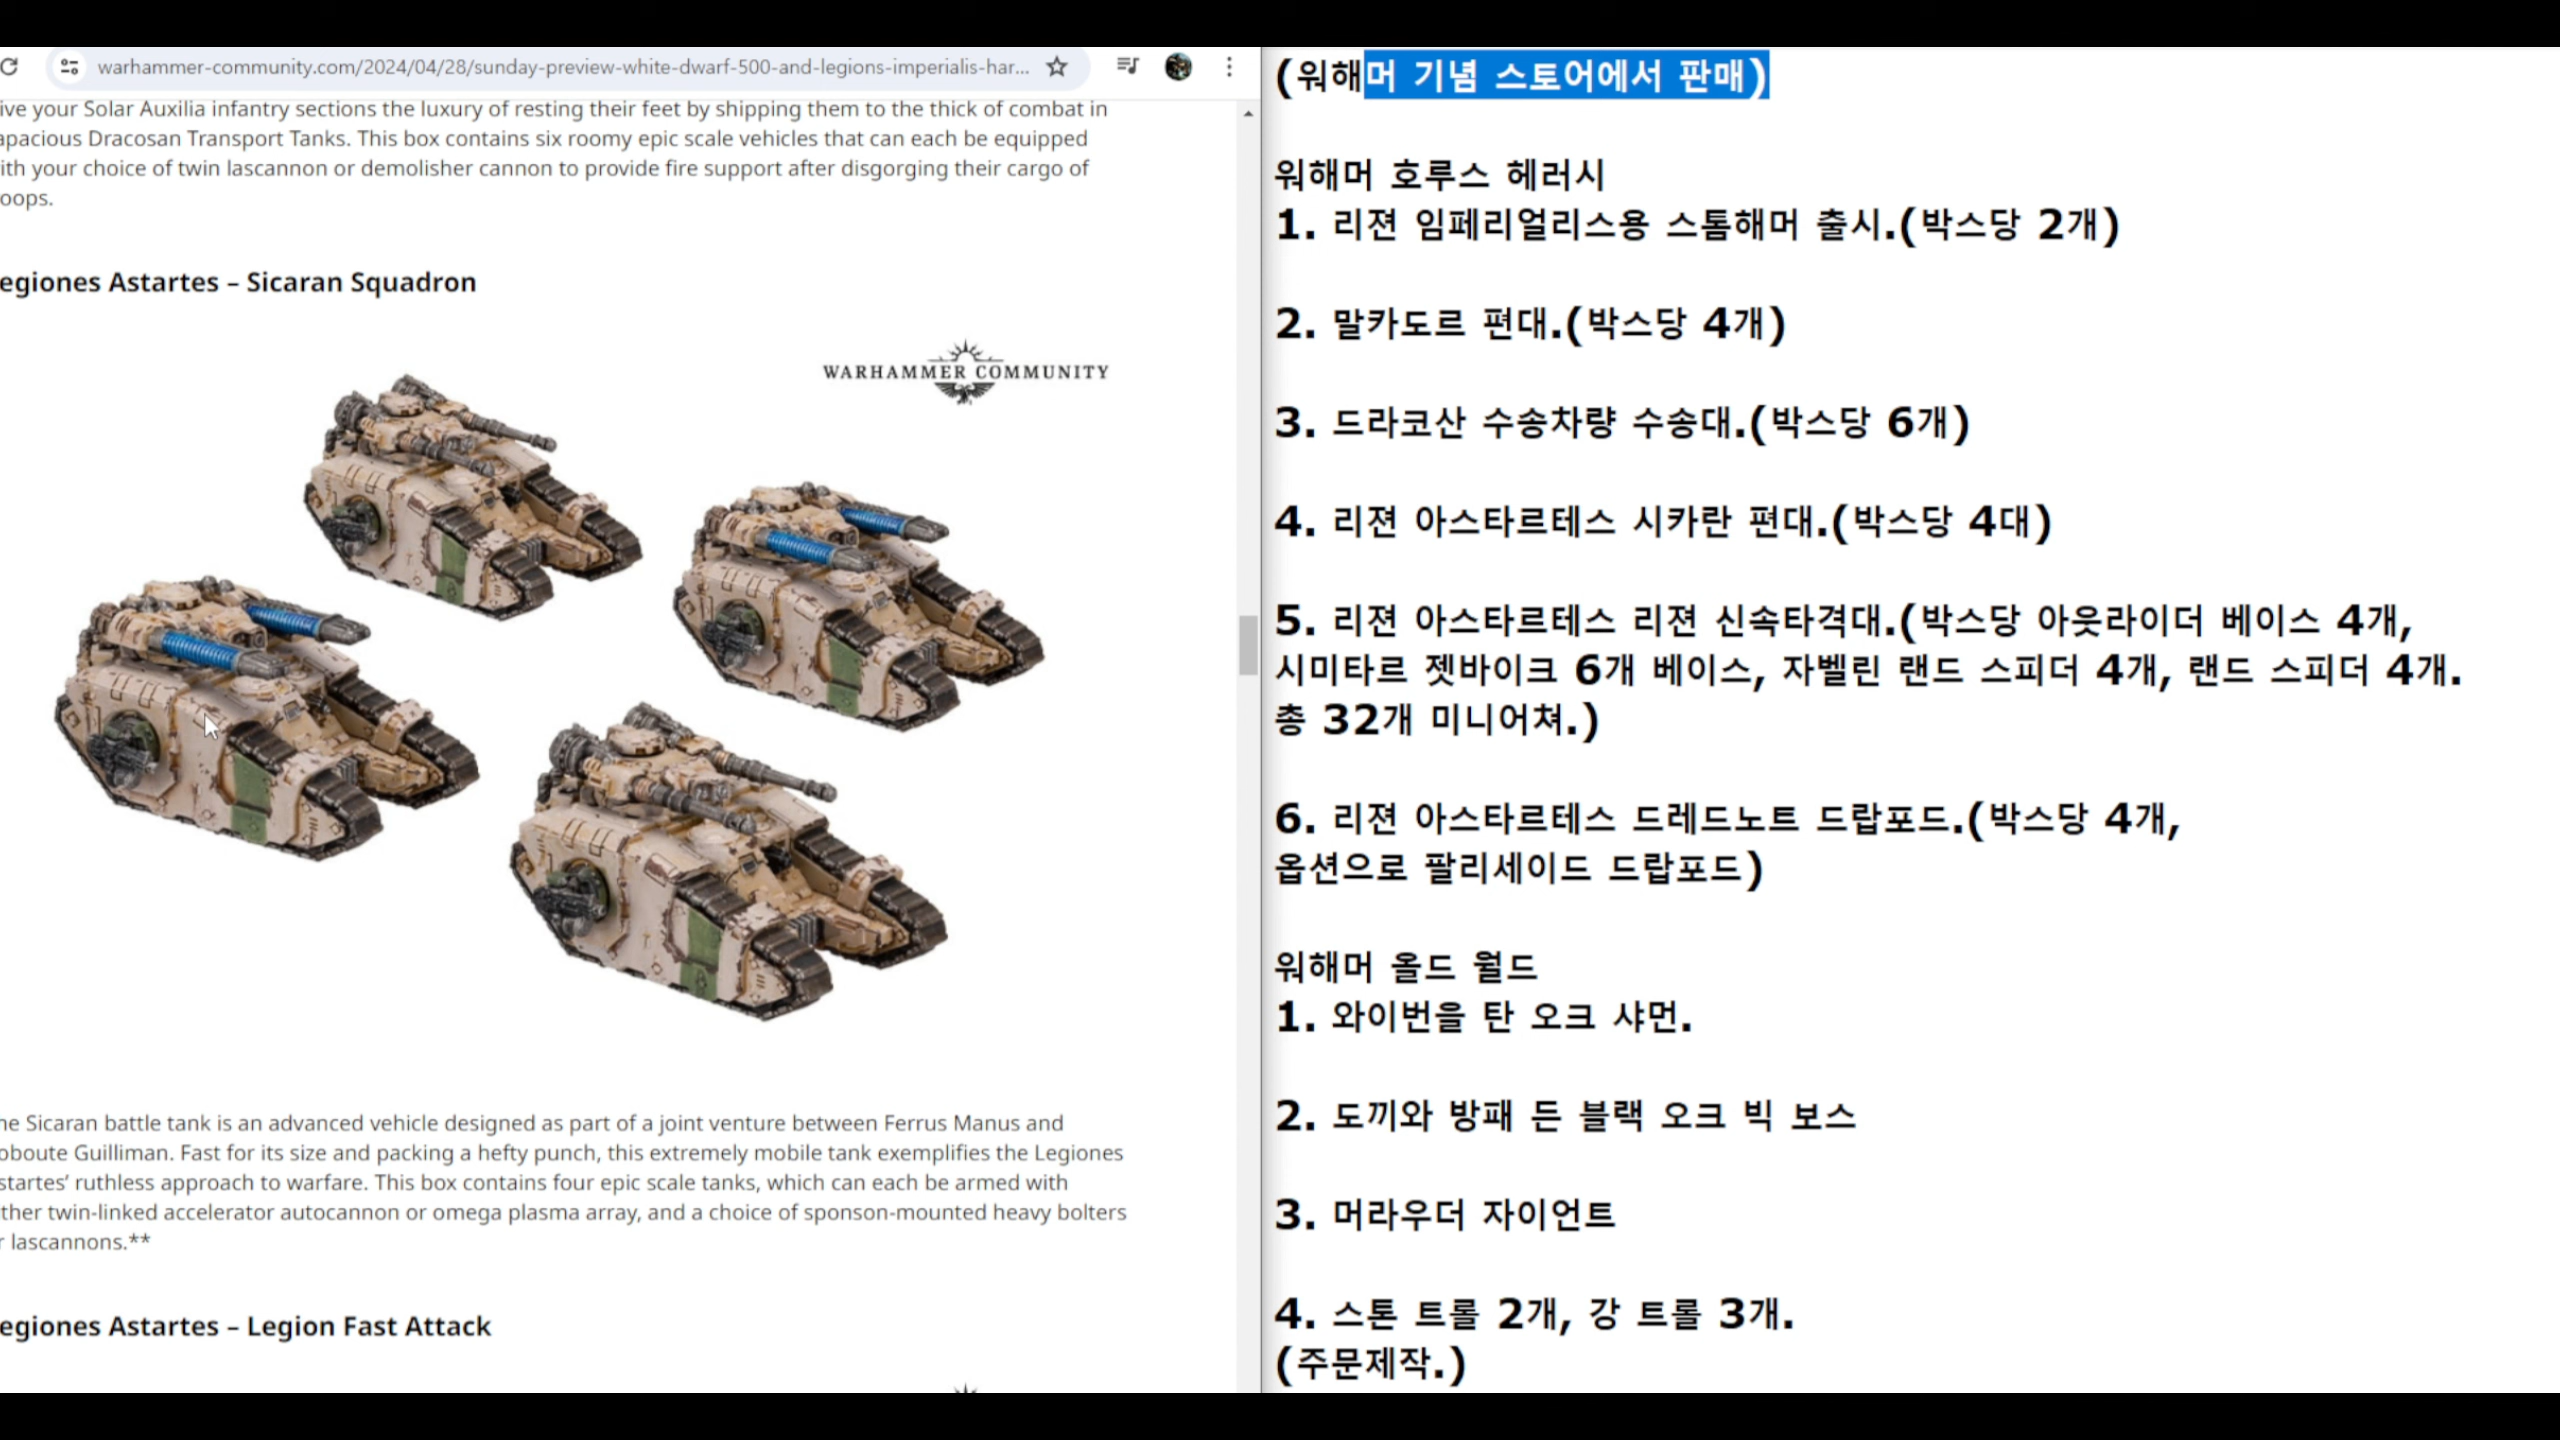 warhammer-community.com/2024/04/28/sunday-preview-white-dwarf-500-and-legions-imperialis-har...
ive your Solar Auxilia infantry sections the luxury of resting their feet by shipping them to the thick of combat in
apacious Dracosan Transport Tanks. This box contains six roomy epic scale vehicles that can each be equipped
ith your choice of twin lascannon or demolisher cannon to provide fire support after disgorging their cargo of
oops.
egiones Astartes – Sicaran Squadron
WARHAMMER COMMUNITY
he Sicaran battle tank is an advanced vehicle designed as part of a joint venture between Ferrus Manus and
oboute Guilliman. Fast for its size and packing a hefty punch, this extremely mobile tank exemplifies the Legiones
startes’ ruthless approach to warfare. This box contains four epic scale tanks, which can each be armed with
ther twin-linked accelerator autocannon or omega plasma array, and a choice of sponson-mounted heavy bolters
r lascannons.**
egiones Astartes – Legion Fast Attack
(워해머 기념 스토어에서 판매)
워해머 호루스 헤러시
1. 리젼 임페리얼리스용 스톰해머 출시.(박스당 2개)
2. 말카도르 편대.(박스당 4개)
3. 드라코산 수송차량 수송대.(박스당 6개)
4. 리젼 아스타르테스 시카란 편대.(박스당 4대)
5. 리젼 아스타르테스 리젼 신속타격대.(박스당 아웃라이더 베이스 4개,
시미타르 젯바이크 6개 베이스, 자벨린 랜드 스피더 4개, 랜드 스피더 4개.
총 32개 미니어쳐.)
6. 리젼 아스타르테스 드레드노트 드랍포드.(박스당 4개,
옵션으로 팔리세이드 드랍포드)
워해머 올드 월드
1. 와이번을 탄 오크 샤먼.
2. 도끼와 방패 든 블랙 오크 빅 보스
3. 머라우더 자이언트
4. 스톤 트롤 2개, 강 트롤 3개.
(주문제작.)